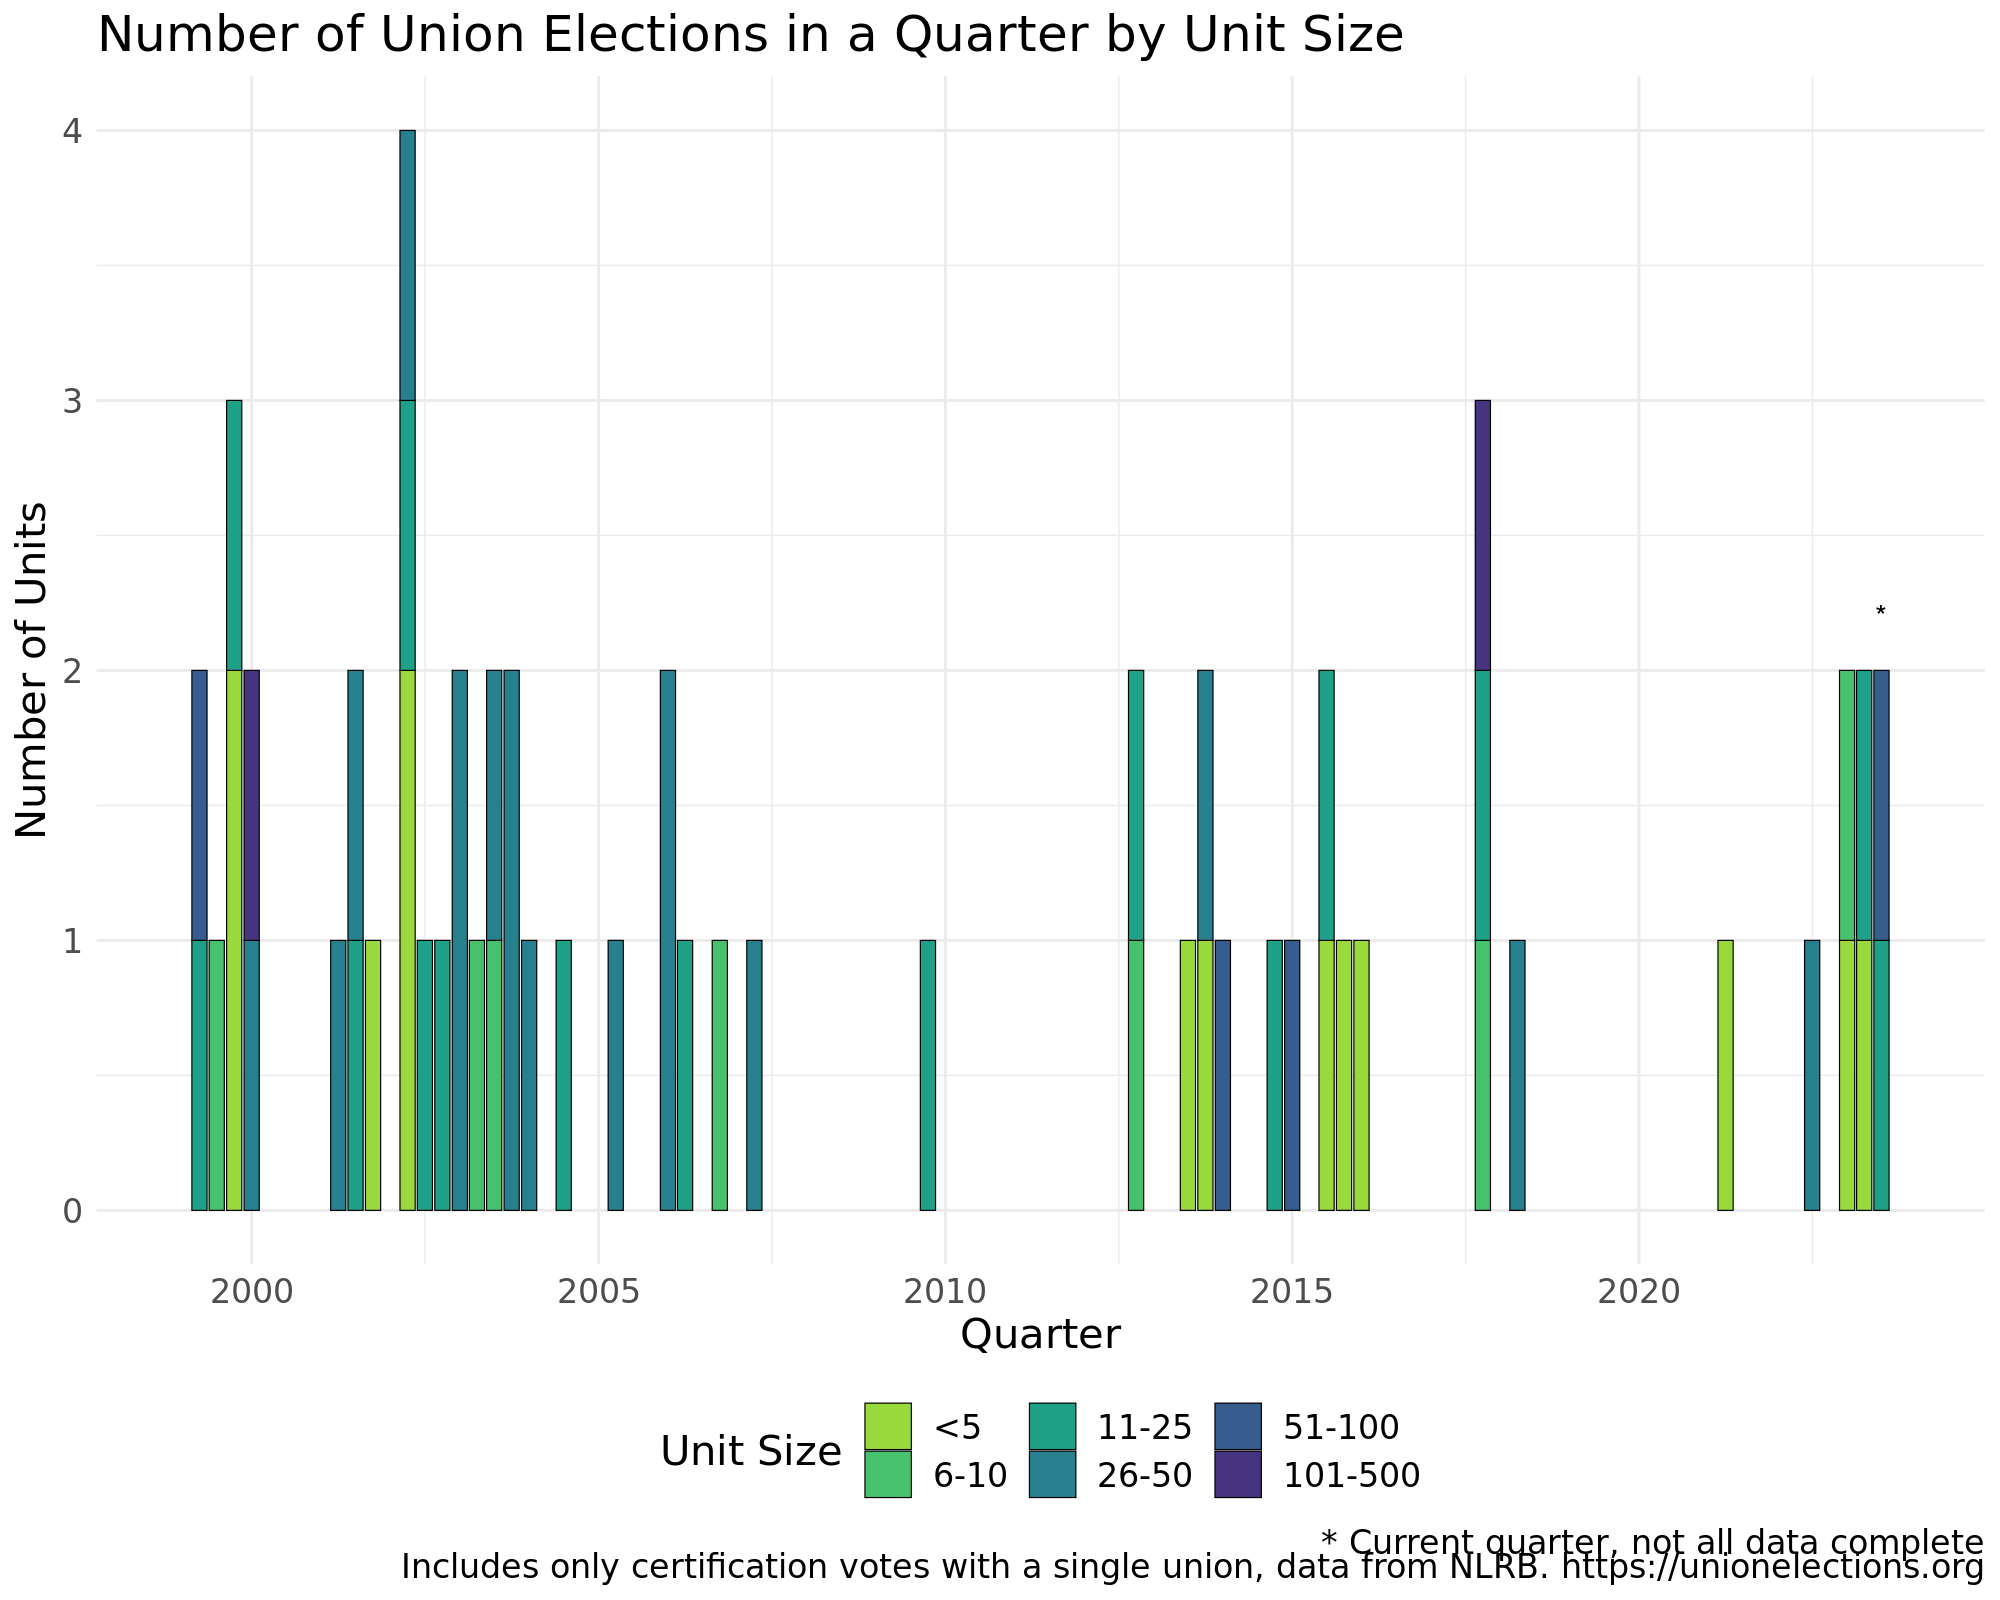 Number of Union Elections in a Quarter by Unit Size
Number of Units
4
3
2
1
0
*
2000 2005 2010 2015 2020
Quarter
Unit Size
<5 11-25 51-100
6-10 26-50 101-500
* Current quarter, not all data complete
Includes only certification votes with a single union, data from NLRB. https://unionelections.org